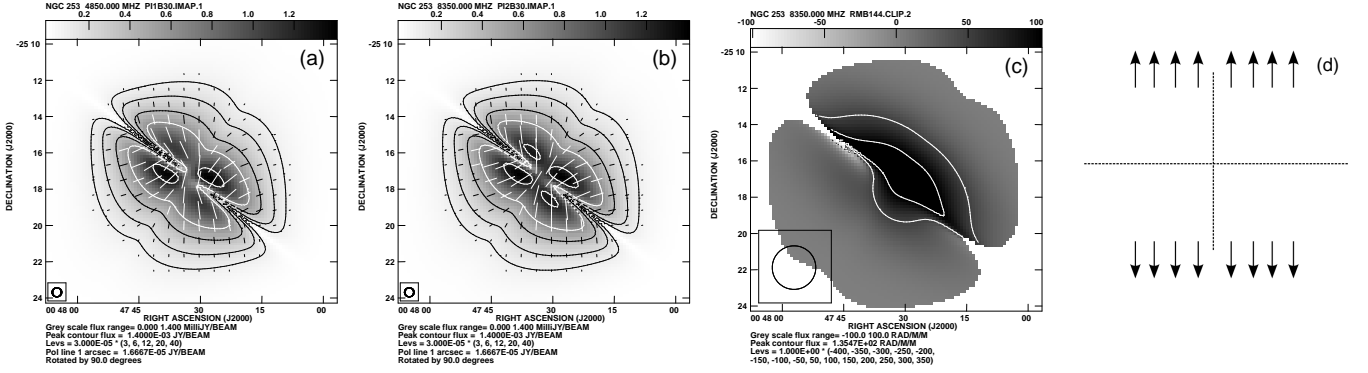 NGC 253 4850.000 MHZ PI1B30.IMAP.1
0.2 0.4 0.6 0.8 1.0 1.2
(a)
DECLINATION (J2000)
-25 10
12
14
16
18
20
22
24
00 48 00 47 45 30 15 00
RIGHT ASCENSION (J2000)
Grey scale flux range= 0.000 1.400 MilliJY/BEAM
Peak contour flux = 1.4000E-03 JY/BEAM
Levs = 3.000E-05 * (3, 6, 12, 20, 40)
Pol line 1 arcsec = 1.6667E-05 JY/BEAM
Rotated by 90.0 degrees
NGC 253 8350.000 MHZ PI2B30.IMAP.1
0.2 0.4 0.6 0.8 1.0 1.2
(b)
DECLINATION (J2000)
-25 10
12
14
16
18
20
22
24
00 48 00 47 45 30 15 00
RIGHT ASCENSION (J2000)
Grey scale flux range= 0.000 1.400 MilliJY/BEAM
Peak contour flux = 1.4000E-03 JY/BEAM
Levs = 3.000E-05 * (3, 6, 12, 20, 40)
Pol line 1 arcsec = 1.6667E-05 JY/BEAM
Rotated by 90.0 degrees
NGC 253 8350.000 MHZ RMB144.CLIP.2
-100 -50 0 50 100
(c)
DECLINATION (J2000)
-25 10
12
14
16
18
20
22
24
00 48 00 47 45 30 15 00
RIGHT ASCENSION (J2000)
Grey scale flux range= -100.0 100.0 RAD/M/M
Peak contour flux = 1.3547E+02 RAD/M/M
Levs = 1.000E+00 * (-400, -350, -300, -250, -200,
-150, -100, -50, 50, 100, 150, 200, 250, 300, 350)
(d)